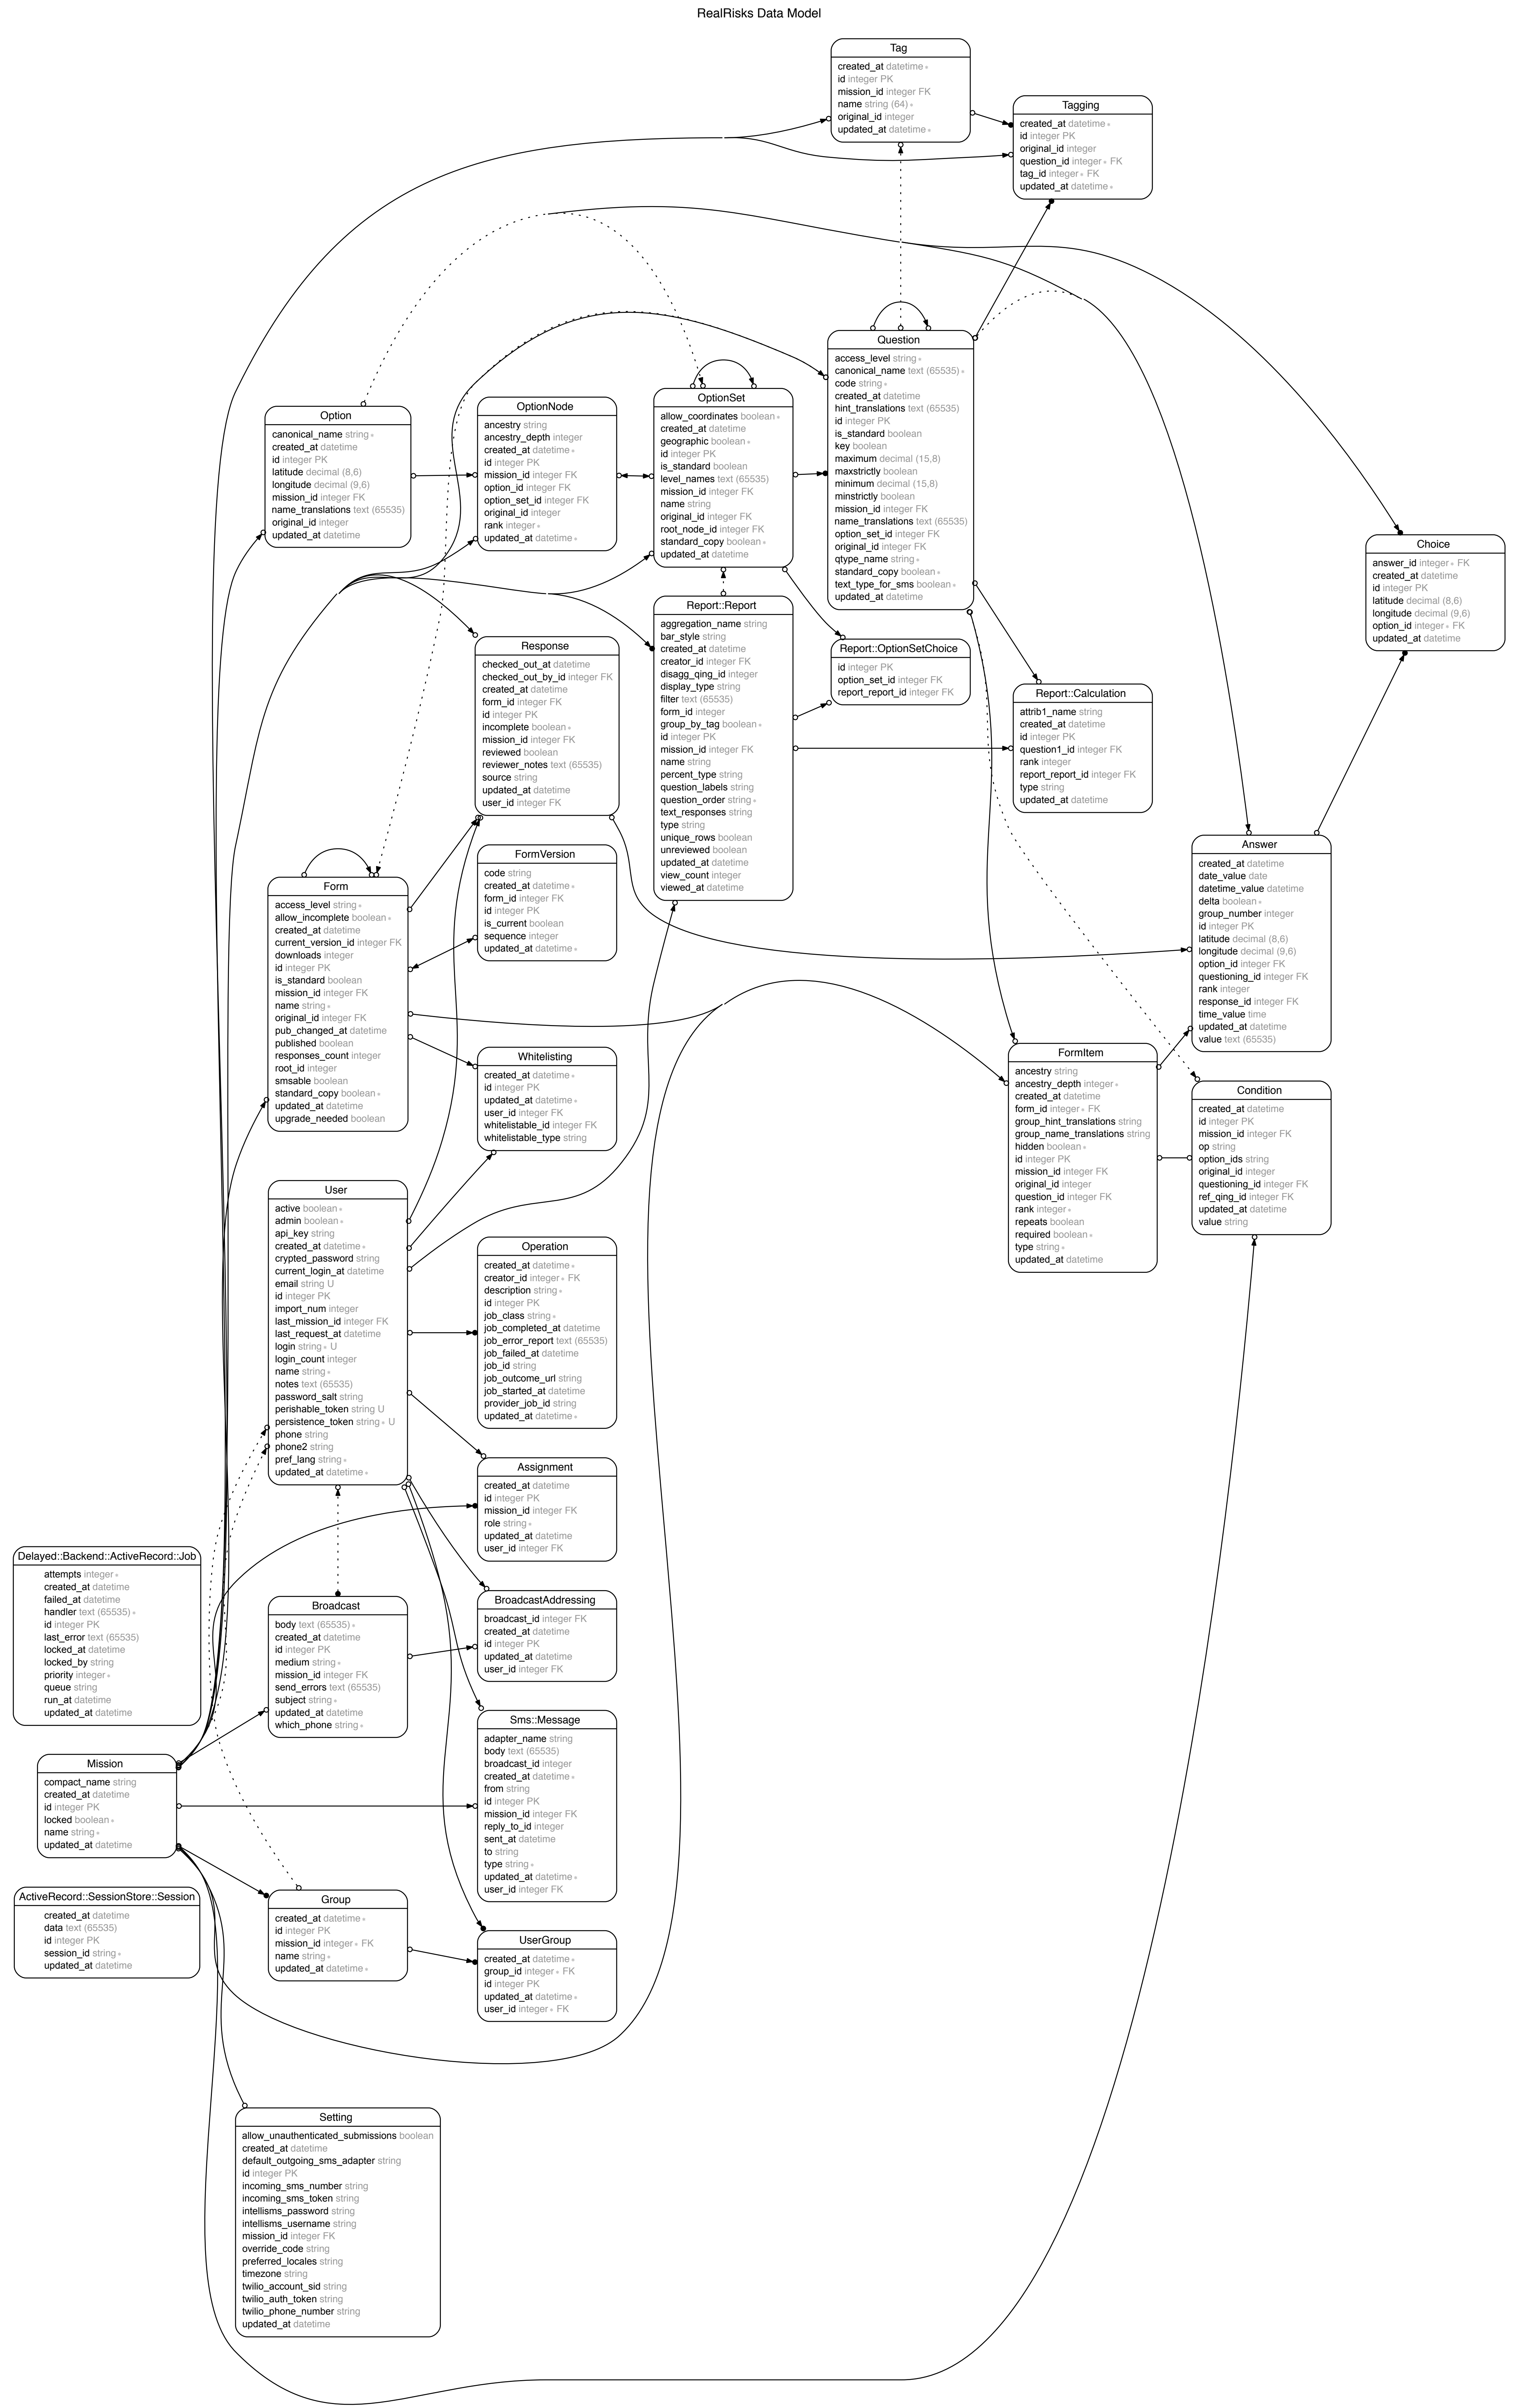 RealRisks Data Model
Tag
created_at datetime ∗
id integer PK
mission_id integer FK
name string (64) ∗
original_id integer
updated_at datetime ∗
Tagging
created_at datetime ∗
id integer PK
original_id integer
question_id integer ∗ FK
tag_id integer ∗ FK
updated_at datetime ∗
Question
access_level string ∗
canonical_name text (65535) ∗
code string ∗
created_at datetime
hint_translations text (65535)
id integer PK
is_standard boolean
key boolean
maximum decimal (15,8)
maxstrictly boolean
minimum decimal (15,8)
minstrictly boolean
mission_id integer FK
name_translations text (65535)
option_set_id integer FK
original_id integer FK
qtype_name string ∗
standard_copy boolean ∗
text_type_for_sms boolean ∗
updated_at datetime
Option
canonical_name string ∗
created_at datetime
id integer PK
latitude decimal (8,6)
longitude decimal (9,6)
mission_id integer FK
name_translations text (65535)
original_id integer
updated_at datetime
OptionNode
ancestry string
ancestry_depth integer
created_at datetime ∗
id integer PK
mission_id integer FK
option_id integer FK
option_set_id integer FK
original_id integer
rank integer ∗
updated_at datetime ∗
OptionSet
allow_coordinates boolean ∗
created_at datetime
geographic boolean ∗
id integer PK
is_standard boolean
level_names text (65535)
mission_id integer FK
name string
original_id integer FK
root_node_id integer FK
standard_copy boolean ∗
updated_at datetime
Choice
answer_id integer ∗ FK
created_at datetime
id integer PK
latitude decimal (8,6)
longitude decimal (9,6)
option_id integer ∗ FK
updated_at datetime
Response
checked_out_at datetime
checked_out_by_id integer FK
created_at datetime
form_id integer FK
id integer PK
incomplete boolean ∗
mission_id integer FK
reviewed boolean
reviewer_notes text (65535)
source string
updated_at datetime
user_id integer FK
Report::Report
aggregation_name string
bar_style string
created_at datetime
creator_id integer FK
disagg_qing_id integer
display_type string
filter text (65535)
form_id integer
group_by_tag boolean ∗
id integer PK
mission_id integer FK
name string
percent_type string
question_labels string
question_order string ∗
text_responses string
type string
unique_rows boolean
unreviewed boolean
updated_at datetime
view_count integer
viewed_at datetime
Report::OptionSetChoice
id integer PK
option_set_id integer FK
report_report_id integer FK
Report::Calculation
attrib1_name string
created_at datetime
id integer PK
question1_id integer FK
rank integer
report_report_id integer FK
type string
updated_at datetime
Answer
created_at datetime
date_value date
datetime_value datetime
delta boolean ∗
group_number integer
id integer PK
latitude decimal (8,6)
longitude decimal (9,6)
option_id integer FK
questioning_id integer FK
rank integer
response_id integer FK
time_value time
updated_at datetime
value text (65535)
FormVersion
code string
created_at datetime ∗
form_id integer FK
id integer PK
is_current boolean
sequence integer
updated_at datetime ∗
Form
access_level string ∗
allow_incomplete boolean ∗
created_at datetime
current_version_id integer FK
downloads integer
id integer PK
is_standard boolean
mission_id integer FK
name string ∗
original_id integer FK
pub_changed_at datetime
published boolean
responses_count integer
root_id integer
smsable boolean
standard_copy boolean ∗
updated_at datetime
upgrade_needed boolean
Whitelisting
created_at datetime ∗
id integer PK
updated_at datetime ∗
user_id integer FK
whitelistable_id integer FK
whitelistable_type string
FormItem
ancestry string
ancestry_depth integer ∗
created_at datetime
form_id integer ∗ FK
group_hint_translations string
group_name_translations string
hidden boolean ∗
id integer PK
mission_id integer FK
original_id integer
question_id integer FK
rank integer ∗
repeats boolean
required boolean ∗
type string ∗
updated_at datetime
Condition
created_at datetime
id integer PK
mission_id integer FK
op string
option_ids string
original_id integer
questioning_id integer FK
ref_qing_id integer FK
updated_at datetime
value string
User
active boolean ∗
admin boolean ∗
api_key string
created_at datetime ∗
crypted_password string
current_login_at datetime
email string U
id integer PK
import_num integer
last_mission_id integer FK
last_request_at datetime
login string ∗ U
login_count integer
name string ∗
notes text (65535)
password_salt string
perishable_token string U
persistence_token string ∗ U
phone string
phone2 string
pref_lang string ∗
updated_at datetime ∗
Operation
created_at datetime ∗
creator_id integer ∗ FK
description string ∗
id integer PK
job_class string ∗
job_completed_at datetime
job_error_report text (65535)
job_failed_at datetime
job_id string
job_outcome_url string
job_started_at datetime
provider_job_id string
updated_at datetime ∗
Assignment
created_at datetime
id integer PK
mission_id integer FK
role string ∗
updated_at datetime
user_id integer FK
Delayed::Backend::ActiveRecord::Job
attempts integer ∗
created_at datetime
failed_at datetime
handler text (65535) ∗
id integer PK
last_error text (65535)
locked_at datetime
locked_by string
priority integer ∗
queue string
run_at datetime
updated_at datetime
Broadcast
body text (65535) ∗
created_at datetime
id integer PK
medium string ∗
mission_id integer FK
send_errors text (65535)
subject string ∗
updated_at datetime
which_phone string ∗
BroadcastAddressing
broadcast_id integer FK
created_at datetime
id integer PK
updated_at datetime
user_id integer FK
Sms::Message
adapter_name string
body text (65535)
broadcast_id integer
created_at datetime ∗
from string
id integer PK
mission_id integer FK
reply_to_id integer
sent_at datetime
to string
type string ∗
updated_at datetime ∗
user_id integer FK
Mission
compact_name string
created_at datetime
id integer PK
locked boolean ∗
name string ∗
updated_at datetime
ActiveRecord::SessionStore::Session
created_at datetime
data text (65535)
id integer PK
session_id string ∗
updated_at datetime
Group
created_at datetime ∗
id integer PK
mission_id integer ∗ FK
name string ∗
updated_at datetime ∗
UserGroup
created_at datetime ∗
group_id integer ∗ FK
id integer PK
updated_at datetime ∗
user_id integer ∗ FK
Setting
allow_unauthenticated_submissions boolean
created_at datetime
default_outgoing_sms_adapter string
id integer PK
incoming_sms_number string
incoming_sms_token string
intellisms_password string
intellisms_username string
mission_id integer FK
override_code string
preferred_locales string
timezone string
twilio_account_sid string
twilio_auth_token string
twilio_phone_number string
updated_at datetime